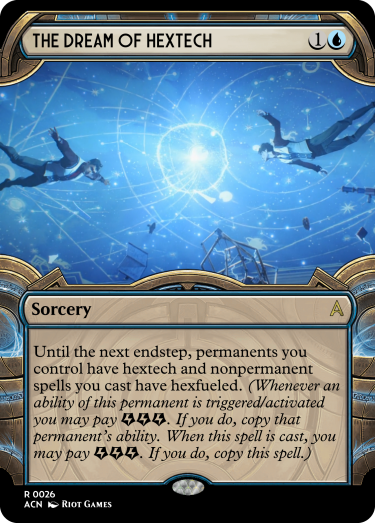 THE DREAM OF HEXTECH 1
Sorcery
Until the next endstep, permanents you
control have hextech and nonpermanent
spells you cast have hexfueled. (Whenever an
ability of this permanent is triggered/activated
you may pay. If you do, copy that
permanent's ability. When this spell is cast, you
may pay. If you do, copy this spell.)
R 0026
ACN RIOT GAMES